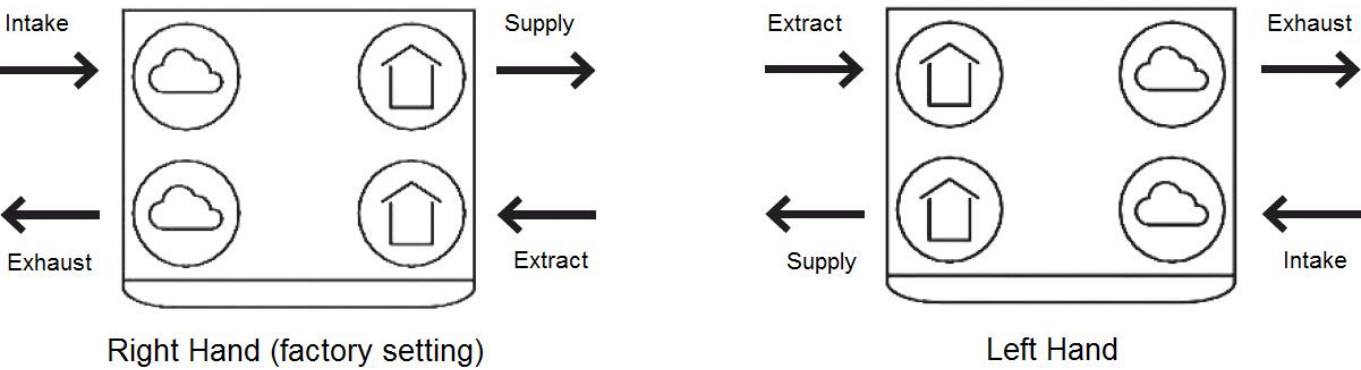 Intake
Supply
Exhaust
Extract
Right Hand (factory setting)
Extract
Exhaust
Supply
Intake
Left Hand